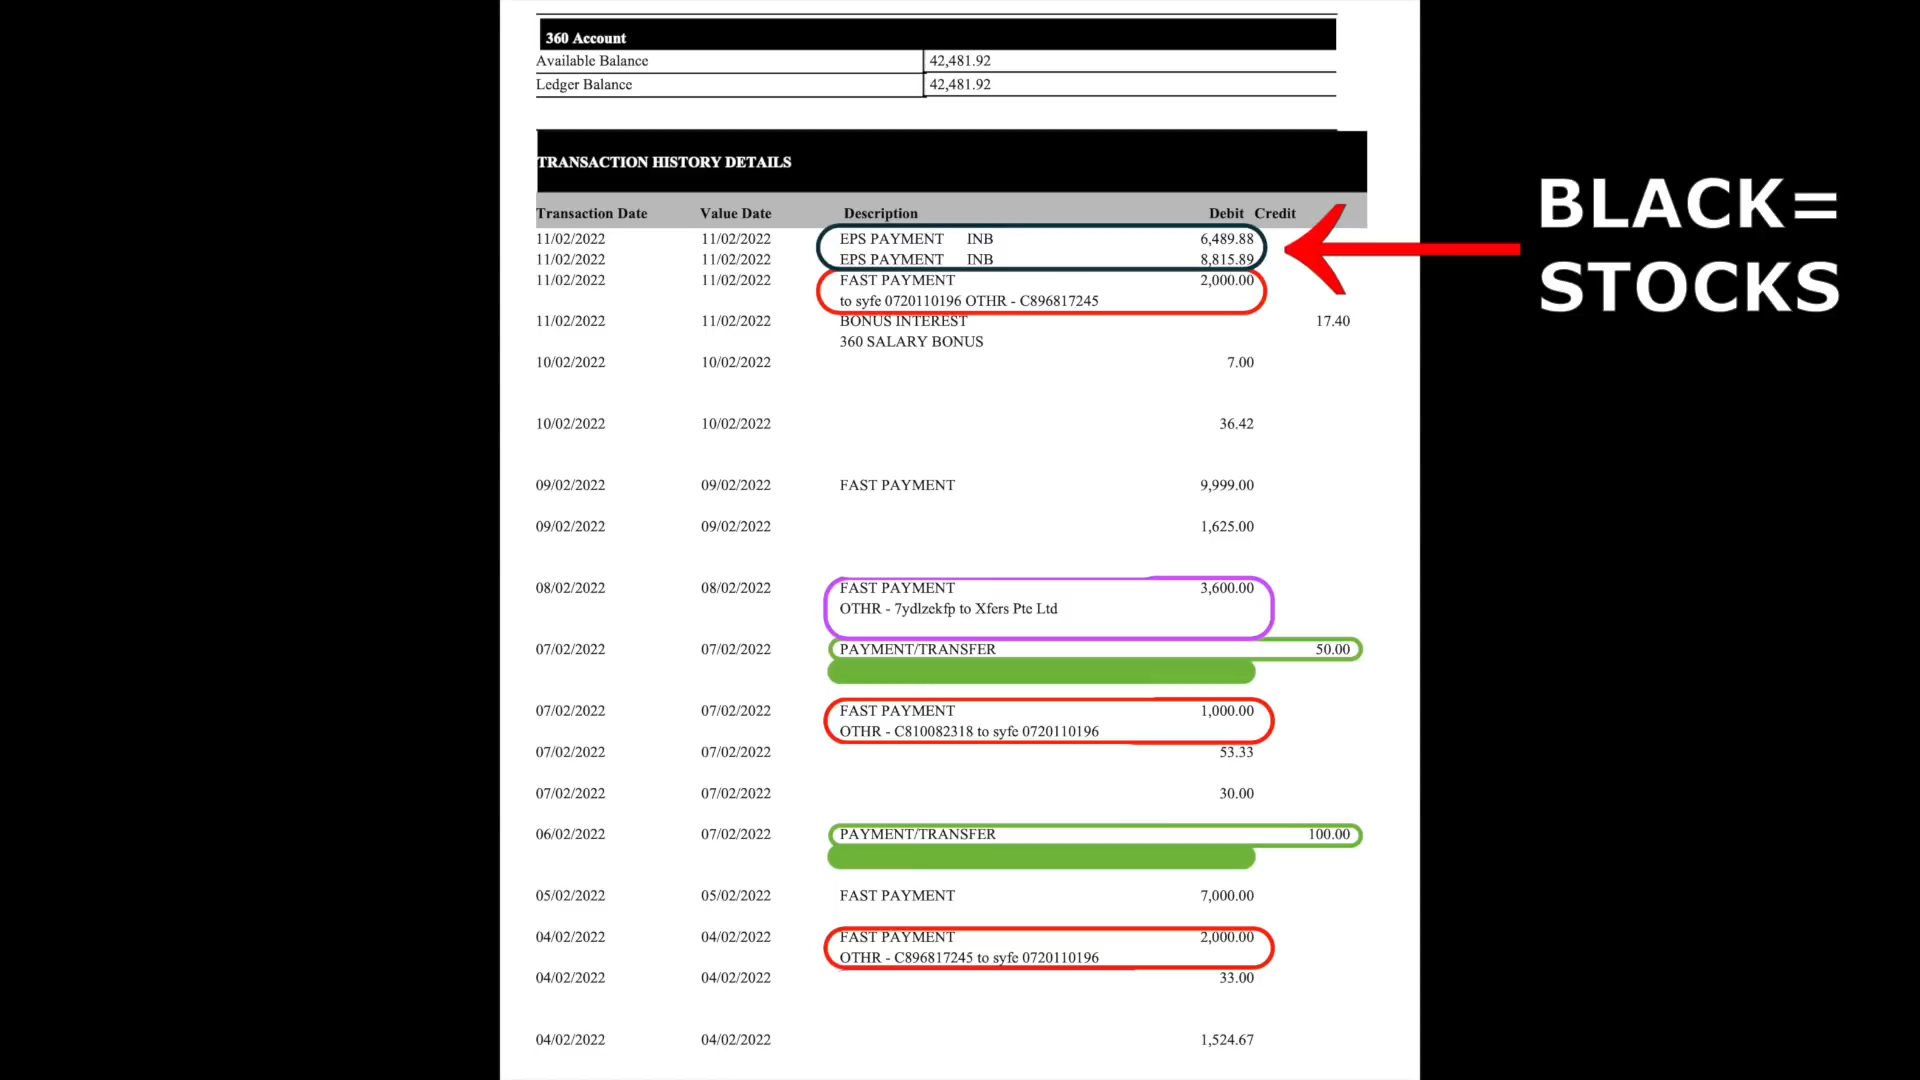 360 Account
Available Balance 42,481.92
Ledger Balance 42,481.92
TRANSACTION HISTORY DETAILS
Transaction Date Value Date Description Debit Credit
11/02/2022 11/02/2022 EPS PAYMENT INB 6,489.88
11/02/2022 11/02/2022 EPS PAYMENT INB 8,815.89
11/02/2022 11/02/2022 FAST PAYMENT 2,000.00
to syfe 0720110196 OTHR - C896817245
11/02/2022 11/02/2022 BONUS INTEREST 17.40
360 SALARY BONUS
10/02/2022 10/02/2022 7.00
10/02/2022 10/02/2022 36.42
09/02/2022 09/02/2022 FAST PAYMENT 9,999.00
09/02/2022 09/02/2022 1,625.00
08/02/2022 08/02/2022 FAST PAYMENT 3,600.00
OTHR - 7ydlzekfp to Xfers Pte Ltd
07/02/2022 07/02/2022 PAYMENT/TRANSFER 50.00
07/02/2022 07/02/2022 FAST PAYMENT 1,000.00
OTHR - C810082318 to syfe 0720110196
07/02/2022 07/02/2022 53.33
07/02/2022 07/02/2022 30.00
06/02/2022 07/02/2022 PAYMENT/TRANSFER 100.00
05/02/2022 05/02/2022 FAST PAYMENT 7,000.00
04/02/2022 04/02/2022 FAST PAYMENT 2,000.00
OTHR - C896817245 to syfe 0720110196
04/02/2022 04/02/2022 33.00
04/02/2022 04/02/2022 1,524.67
BLACK=
STOCKS